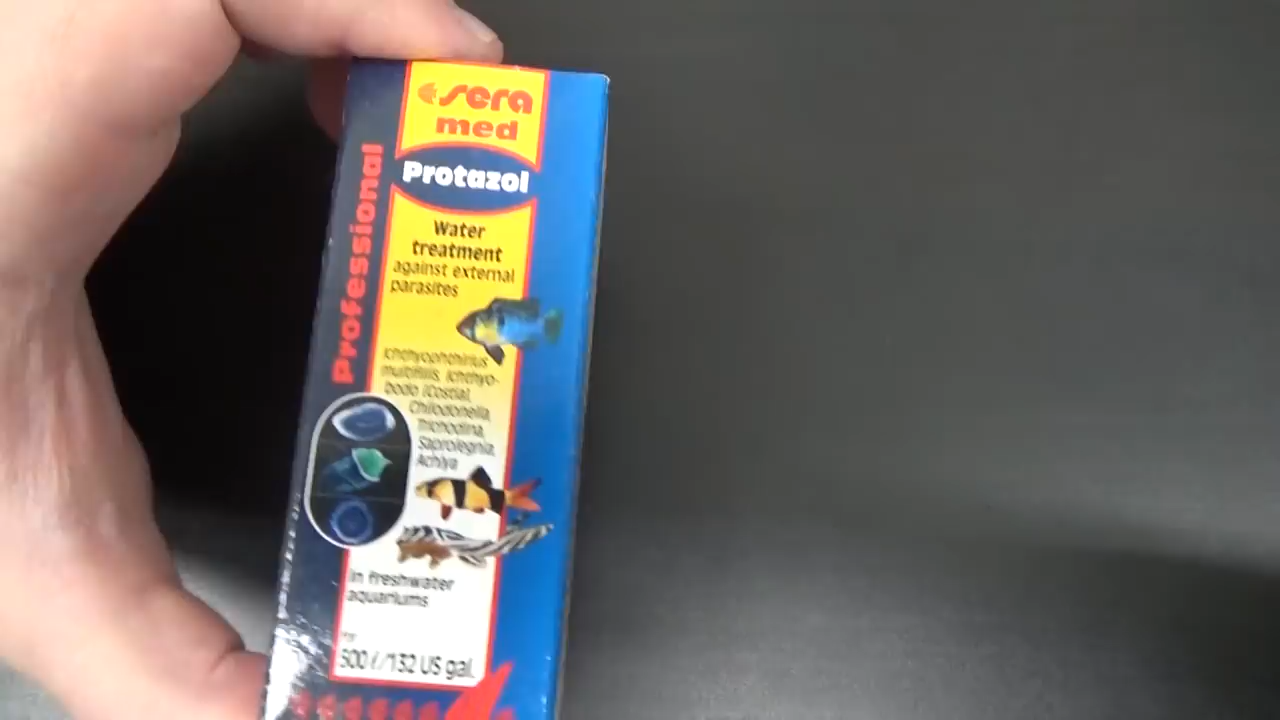 sera
med
Protazol
Professional
Water
treatment
against external
parasites
Ichthyophthirius
multifiliis, Ichthyo-
bodo (Costia),
Chilodonella,
Trichodina,
Saprolegnia,
Achlya
In freshwater
aquariums
for
500 ℓ/132 US gal.